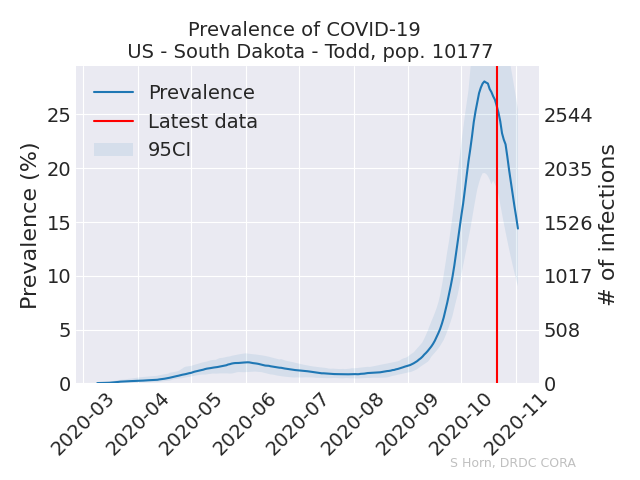 Prevalence of COVID-19
US - South Dakota - Todd, pop. 10177
Prevalence
Latest data
95CI
Prevalence (%)
25
20
15
10
5
0
2544
2035
1526
1017
508
0
# of infections
2020-03
2020-04
2020-05
2020-06
2020-07
2020-08
2020-09
2020-10
2020-11
S Horn, DRDC CORA